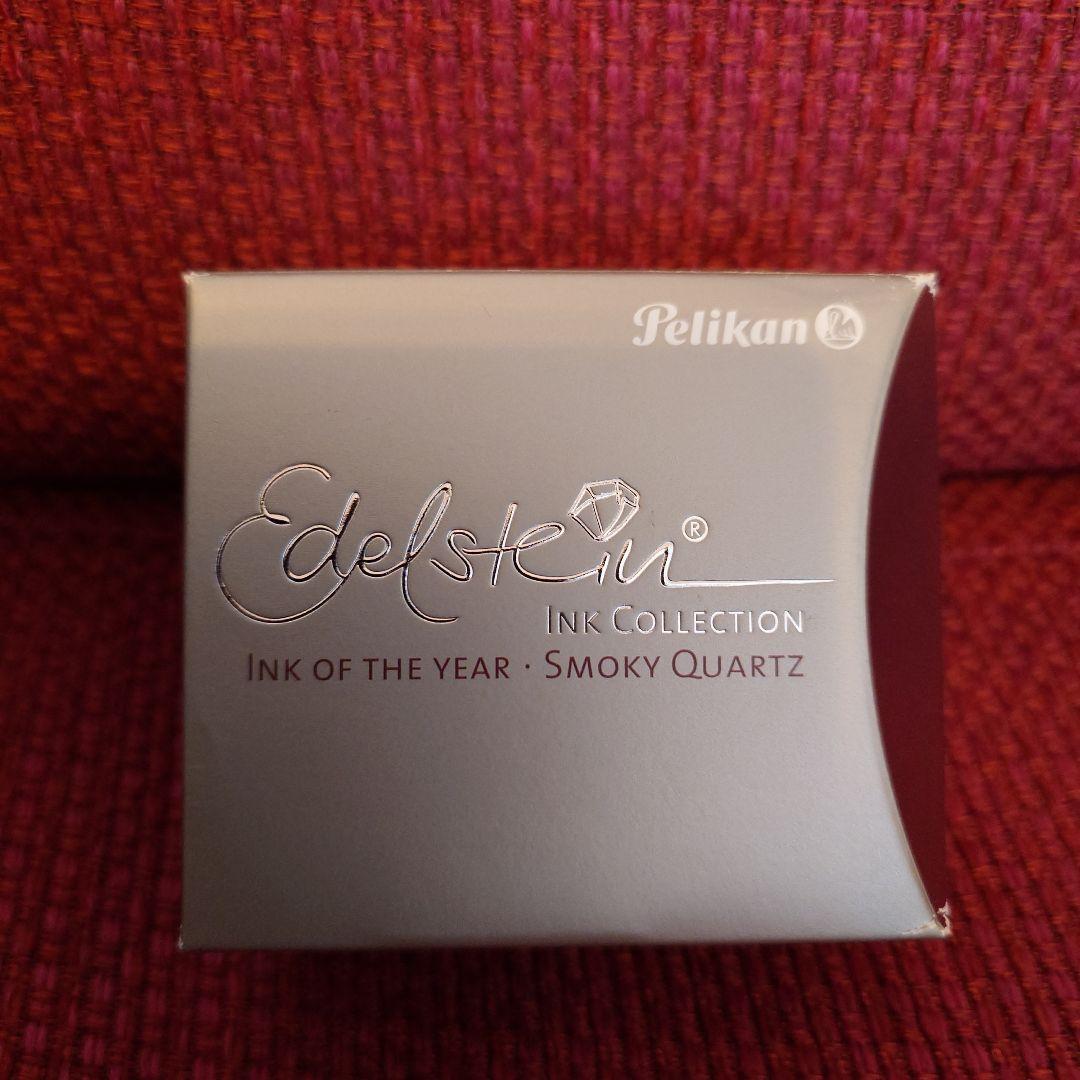 Pelikan
Edelstein®
INK COLLECTION
INK OF THE YEAR · SMOKY QUARTZ